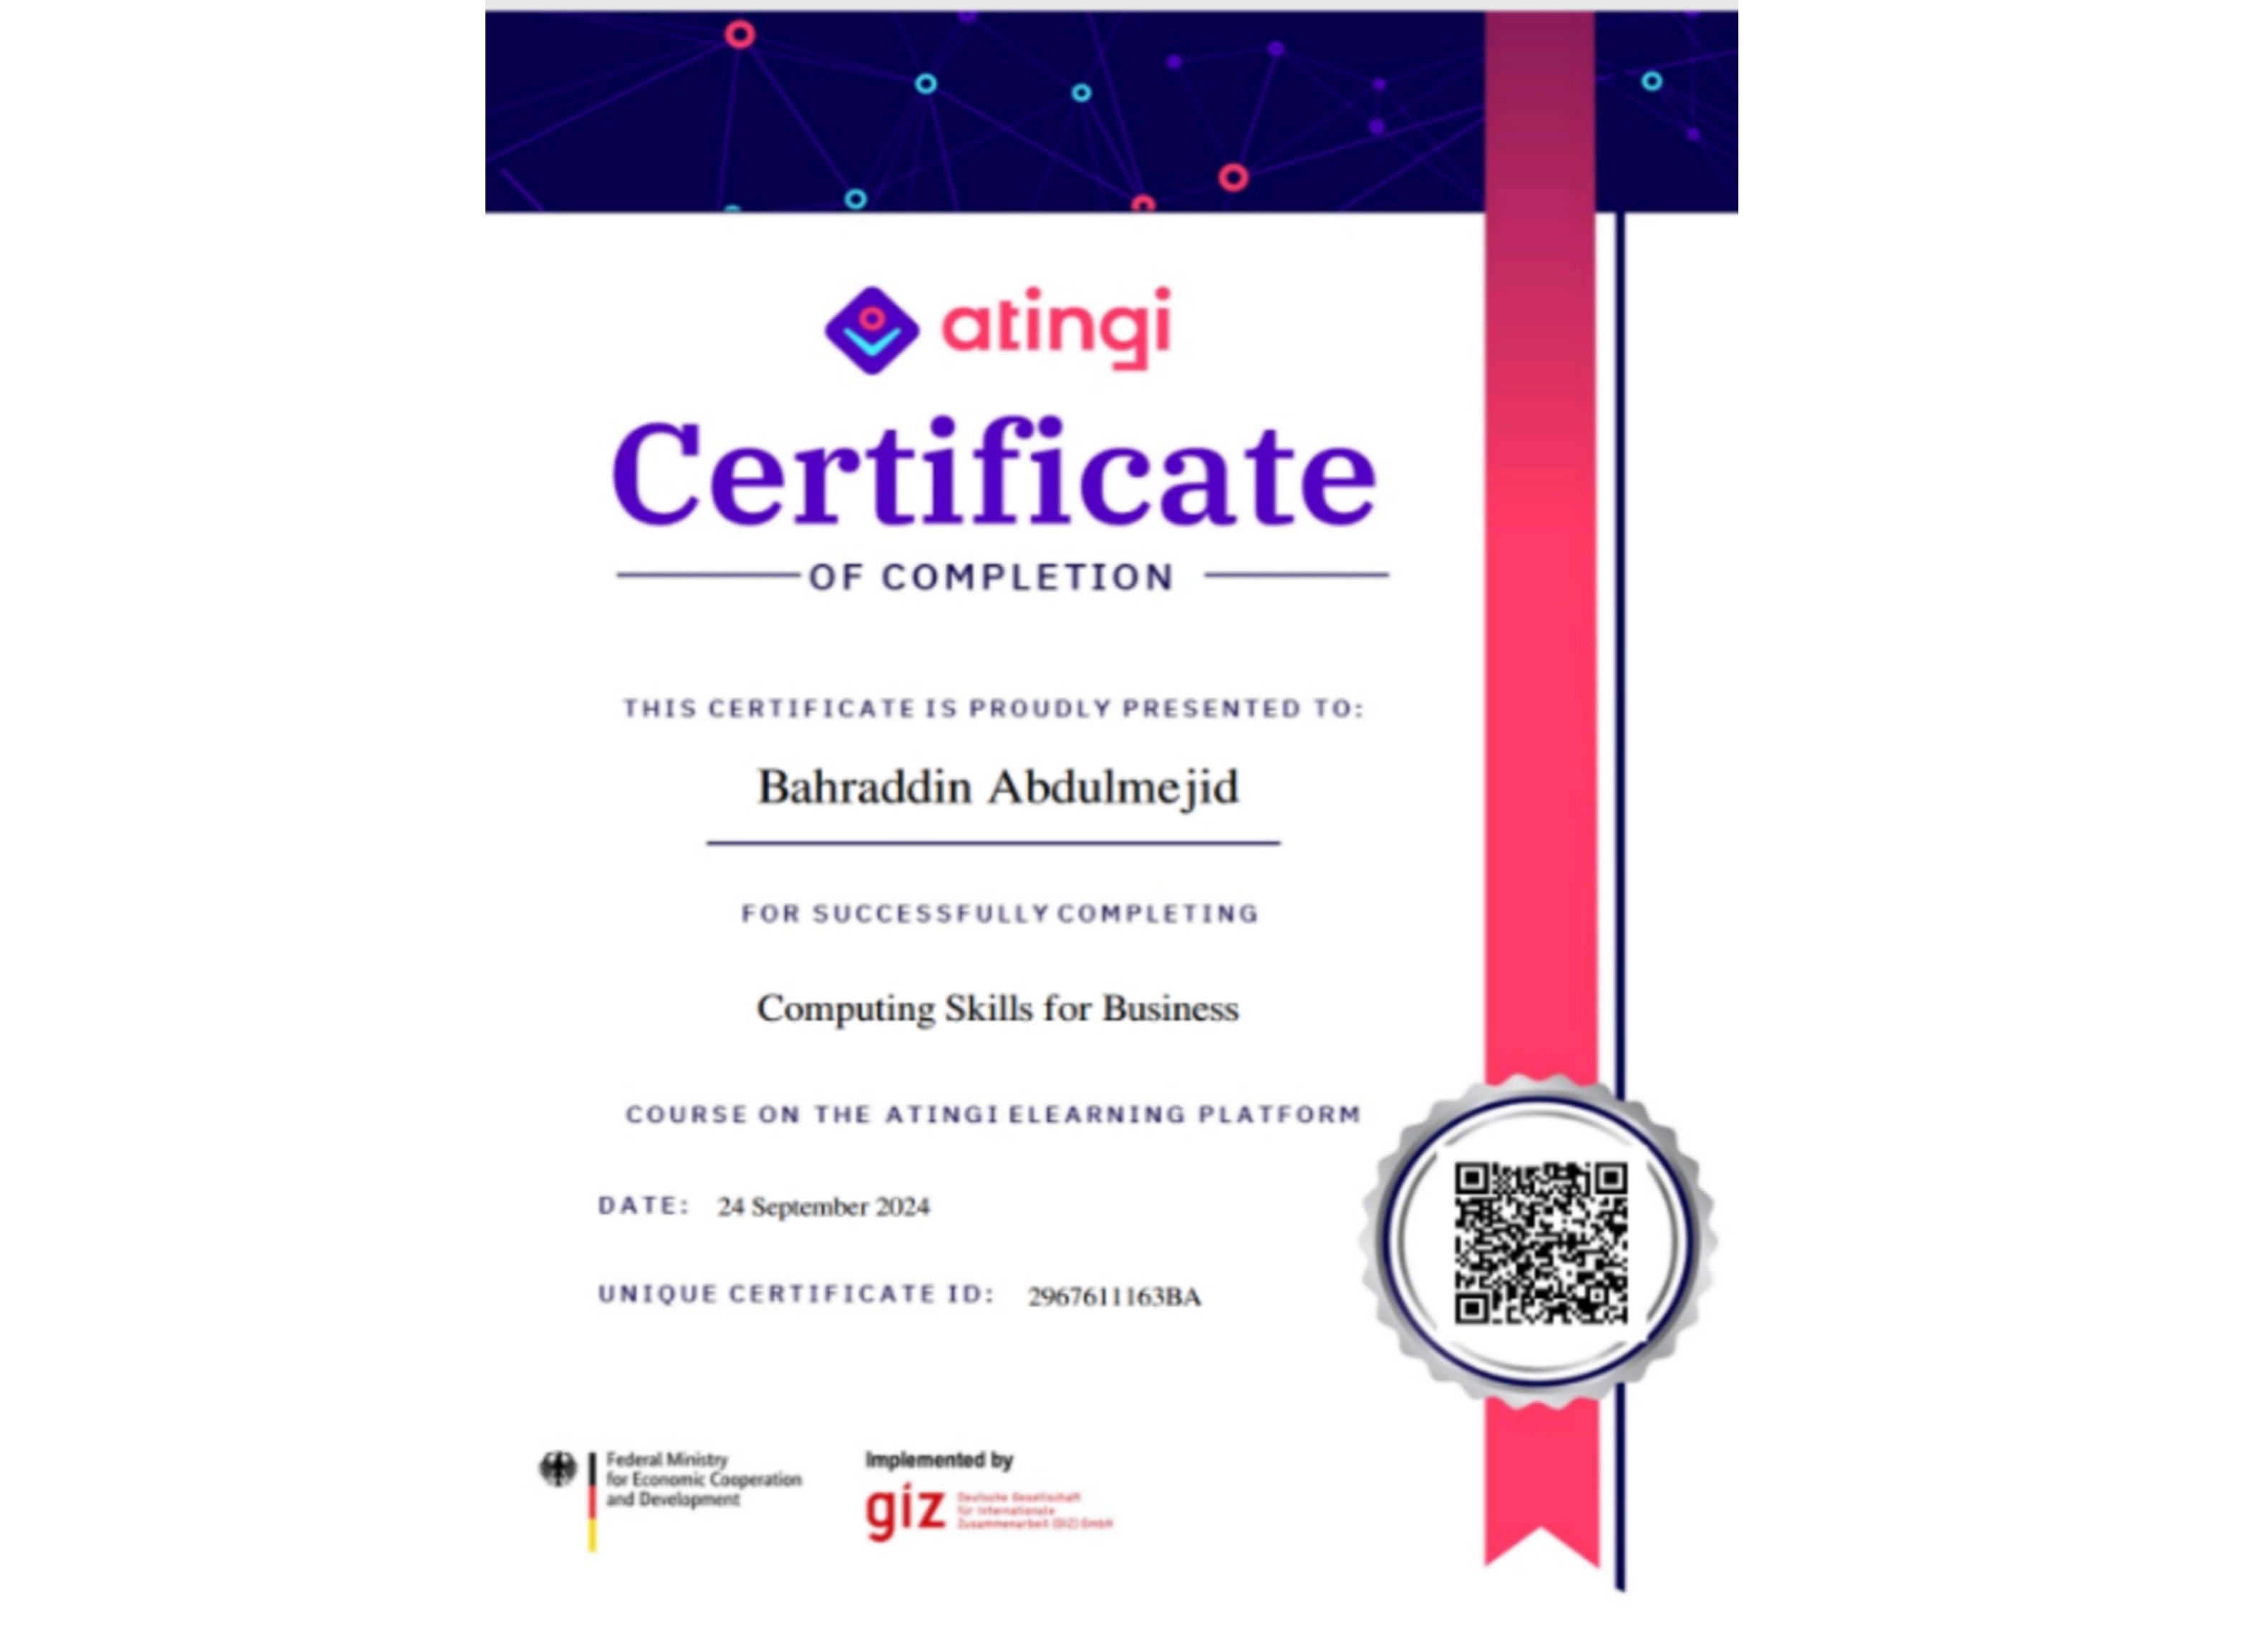 atingi
Certificate
OF COMPLETION
THIS CERTIFICATE IS PROUDLY PRESENTED TO:
Bahraddin Abdulmejid
FOR SUCCESSFULLY COMPLETING
Computing Skills for Business
COURSE ON THE ATINGI ELEARNING PLATFORM
DATE: 24 September 2024
UNIQUE CERTIFICATE ID: 2967611163BA
Federal Ministry
for Economic Cooperation
and Development
Implemented by
giz
Deutsche Gesellschaft
für Internationale
Zusammenarbeit (GIZ) GmbH